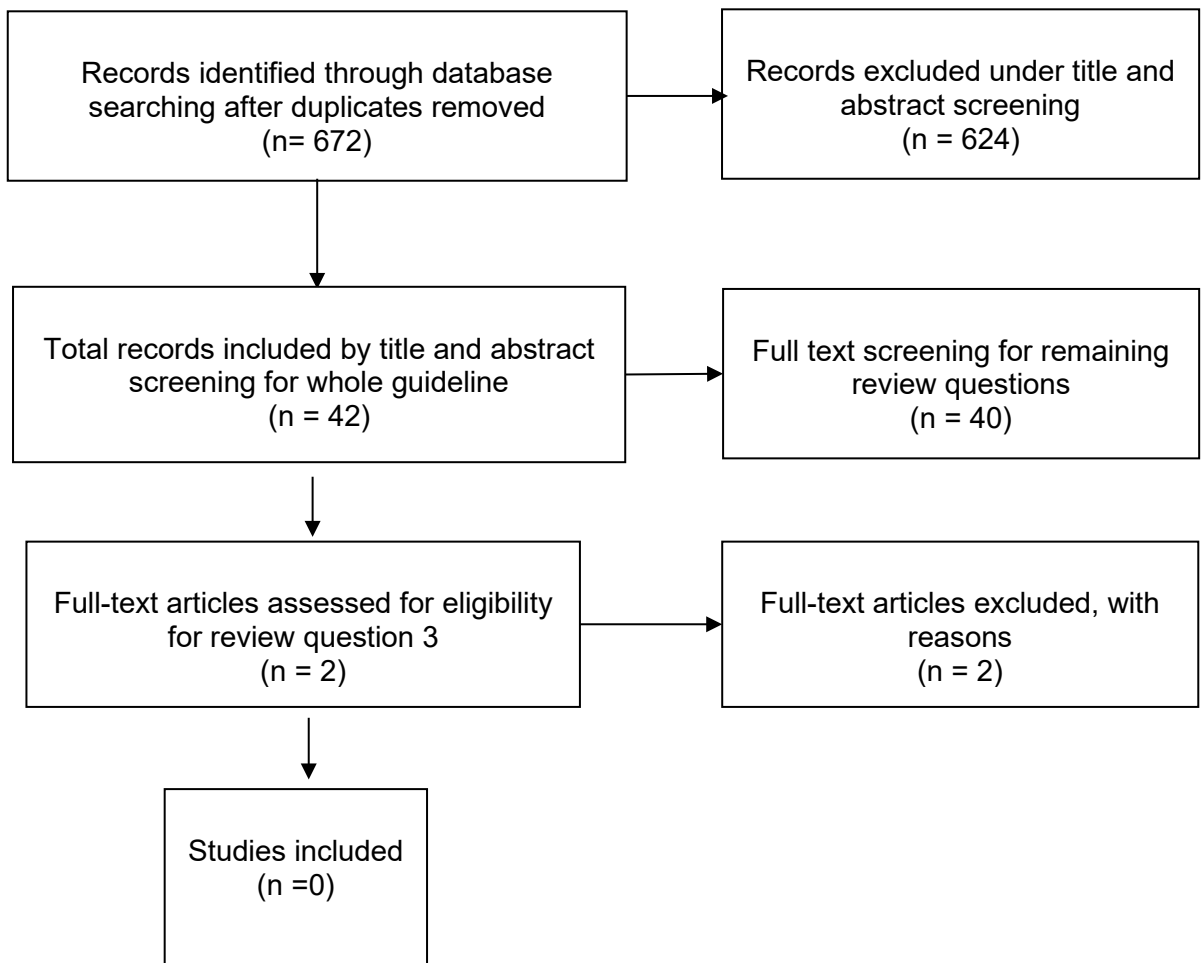 Records identified through database
searching after duplicates removed
(n= 672)
Records excluded under title and
abstract screening
(n = 624)
Total records included by title and abstract
screening for whole guideline
(n = 42)
Full text screening for remaining
review questions
(n = 40)
Full-text articles assessed for eligibility
for review question 3
(n = 2)
Full-text articles excluded, with
reasons
(n = 2)
Studies included
(n =0)